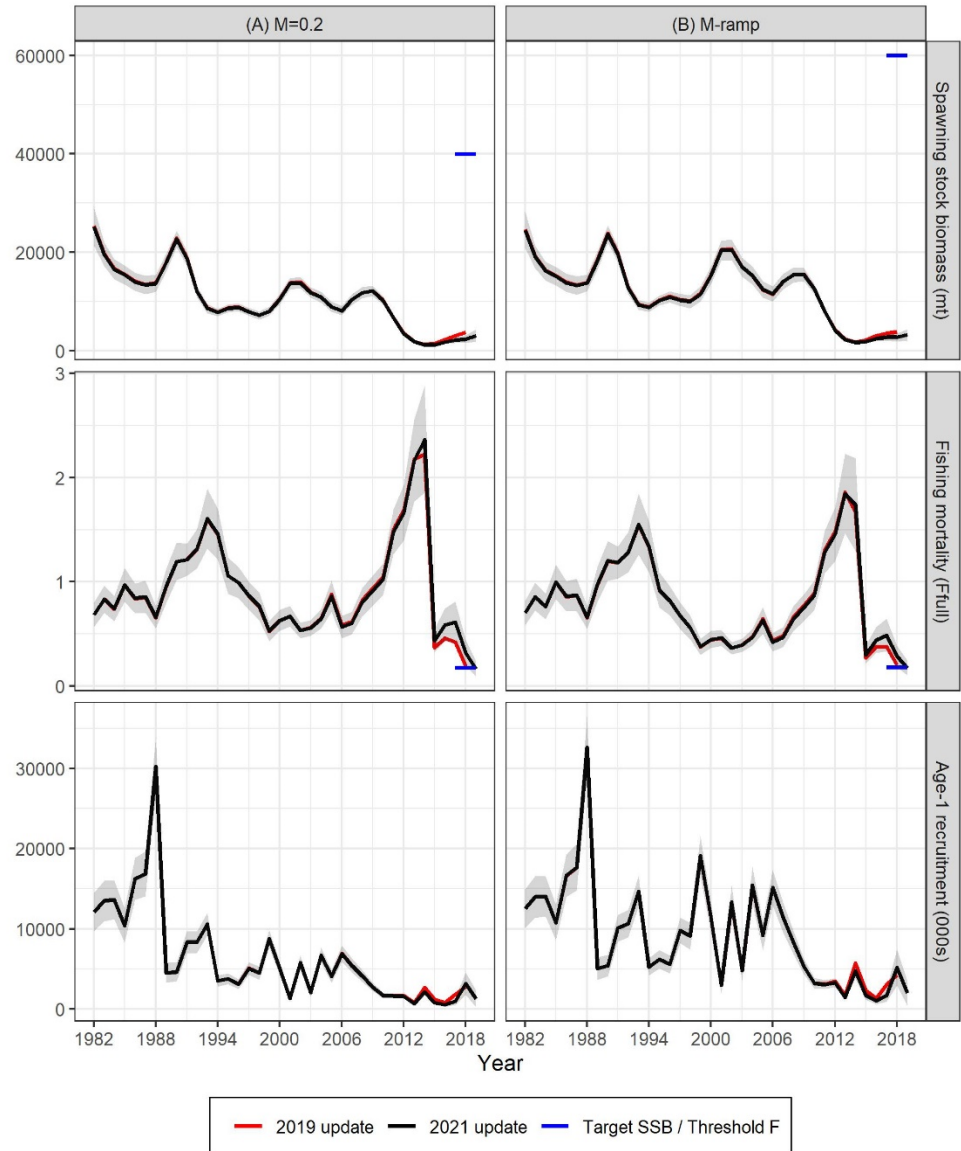 (A) M=0.2
(B) M-ramp
60000
40000
20000
0
Spawning stock biomass (mt)
3
2
1
0
Fishing mortality (Ffull)
30000
20000
10000
0
Age-1 recruitment (000s)
1982 1988 1994 2000 2006 2012 2018
1982 1988 1994 2000 2006 2012 2018
Year
2019 update 2021 update Target SSB / Threshold F